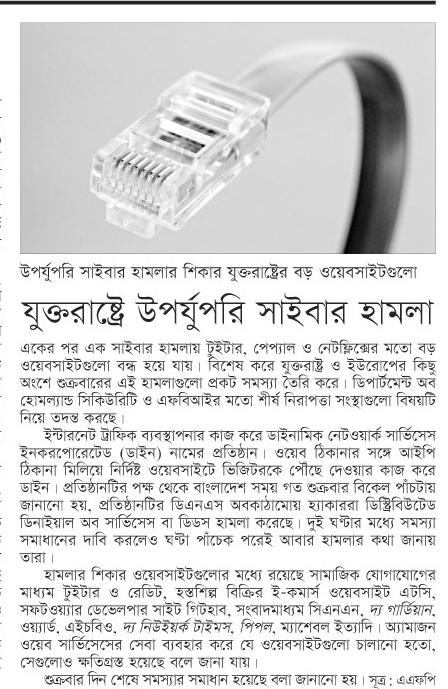 উপর্যুপরি সাইবার হামলার শিকার যুক্তরাষ্ট্রের বড় ওয়েবসাইটগুলো
যুক্তরাষ্ট্রে উপর্যুপরি সাইবার হামলা
একের পর এক সাইবার হামলায় টুইটার, পেপ্যাল ও নেটফ্লিক্সের মতো বড়
ওয়েবসাইটগুলো বন্ধ হয়ে যায়। বিশেষ করে যুক্তরাষ্ট্র ও ইউরোপের কিছু
অংশে শুক্রবারের এই হামলাগুলো প্রকট সমস্যা তৈরি করে। ডিপার্টমেন্ট অব
হোমল্যান্ড সিকিউরিটি ও এফবিআইর মতো শীর্ষ নিরাপত্তা সংস্থাগুলো বিষয়টি
নিয়ে তদন্ত করছে।
ইন্টারনেট ট্রাফিক ব্যবস্থাপনার কাজ করে ডাইনামিক নেটওয়ার্ক সার্ভিসেস
ইনকরপোরেটেড (ডাইন) নামের প্রতিষ্ঠান। ওয়েব ঠিকানার সঙ্গে আইপি
ঠিকানা মিলিয়ে নির্দিষ্ট ওয়েবসাইটে ভিজিটরকে পৌঁছে দেওয়ার কাজ করে
ডাইন। প্রতিষ্ঠানটির পক্ষ থেকে বাংলাদেশ সময় গত শুক্রবার বিকেল পাঁচটায়
জানানো হয়, প্রতিষ্ঠানটির ডিএনএস অবকাঠামোয় হ্যাকাররা ডিস্ট্রিবিউটেড
ডিনাইয়াল অব সার্ভিসেস বা ডিডস হামলা করেছে। দুই ঘণ্টার মধ্যে সমস্যা
সমাধানের দাবি করলেও ঘণ্টা পাঁচেক পরেই আবার হামলার কথা জানায়
তারা।
হামলার শিকার ওয়েবসাইটগুলোর মধ্যে রয়েছে সামাজিক যোগাযোগের
মাধ্যম টুইটার ও রেডিট, হস্তশিল্প বিক্রির ই-কমার্স ওয়েবসাইট এটসি,
সফটওয়্যার ডেভেলপার সাইট গিটহাব, সংবাদমাধ্যম সিএনএন, দ্য গার্ডিয়ান,
ওয়্যার্ড, এইচবিও, দ্য নিউইয়র্ক টাইমস, পিপল, ম্যাশেবল ইত্যাদি। অ্যামাজন
ওয়েব সার্ভিসেসের সেবা ব্যবহার করে যে ওয়েবসাইটগুলো চালানো হতো,
সেগুলোও ক্ষতিগ্রস্ত হয়েছে বলে জানা যায়।
শুক্রবার দিন শেষে সমস্যার সমাধান হয়েছে বলা জানানো হয়। সূত্র: এএফপি